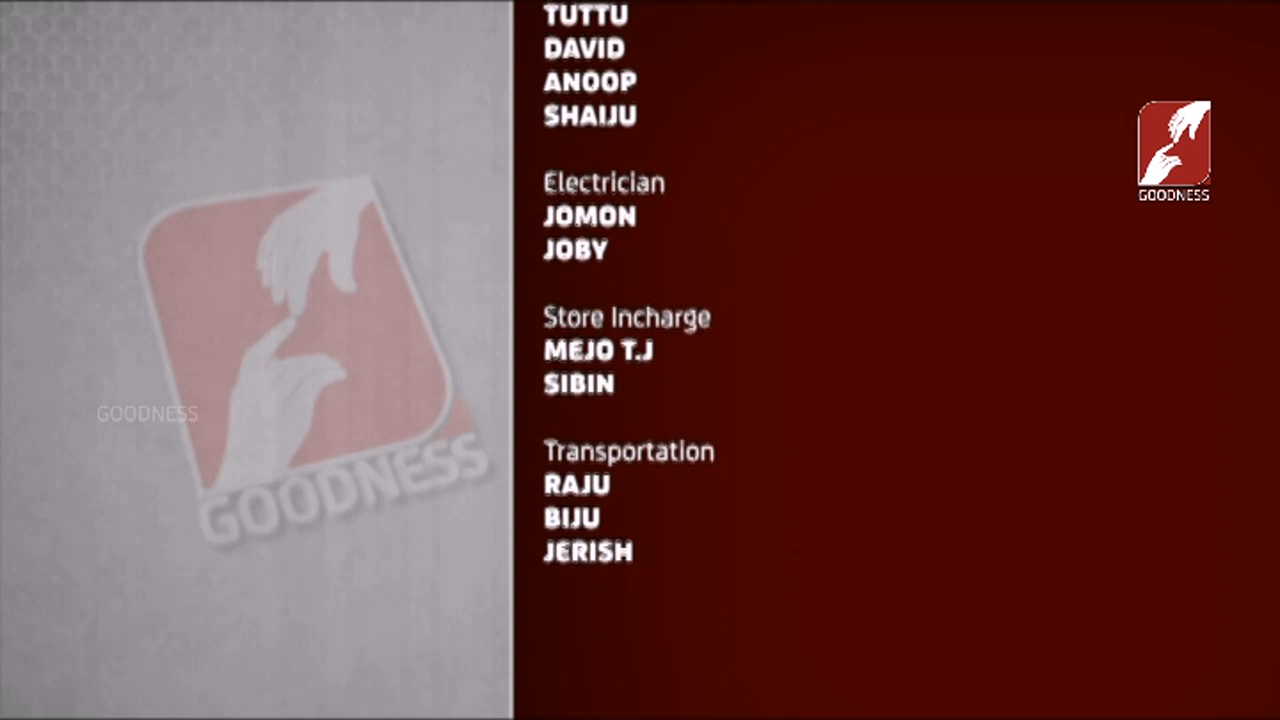 TUTTU
DAVID
ANOOP
SHAIJU
Electrician
JOMON
JOBY
Store Incharge
MEJO T.J
SIBIN
Transportation
RAJU
BIJU
JERISH
GOODNESS
GOODNESS
GOODNESS